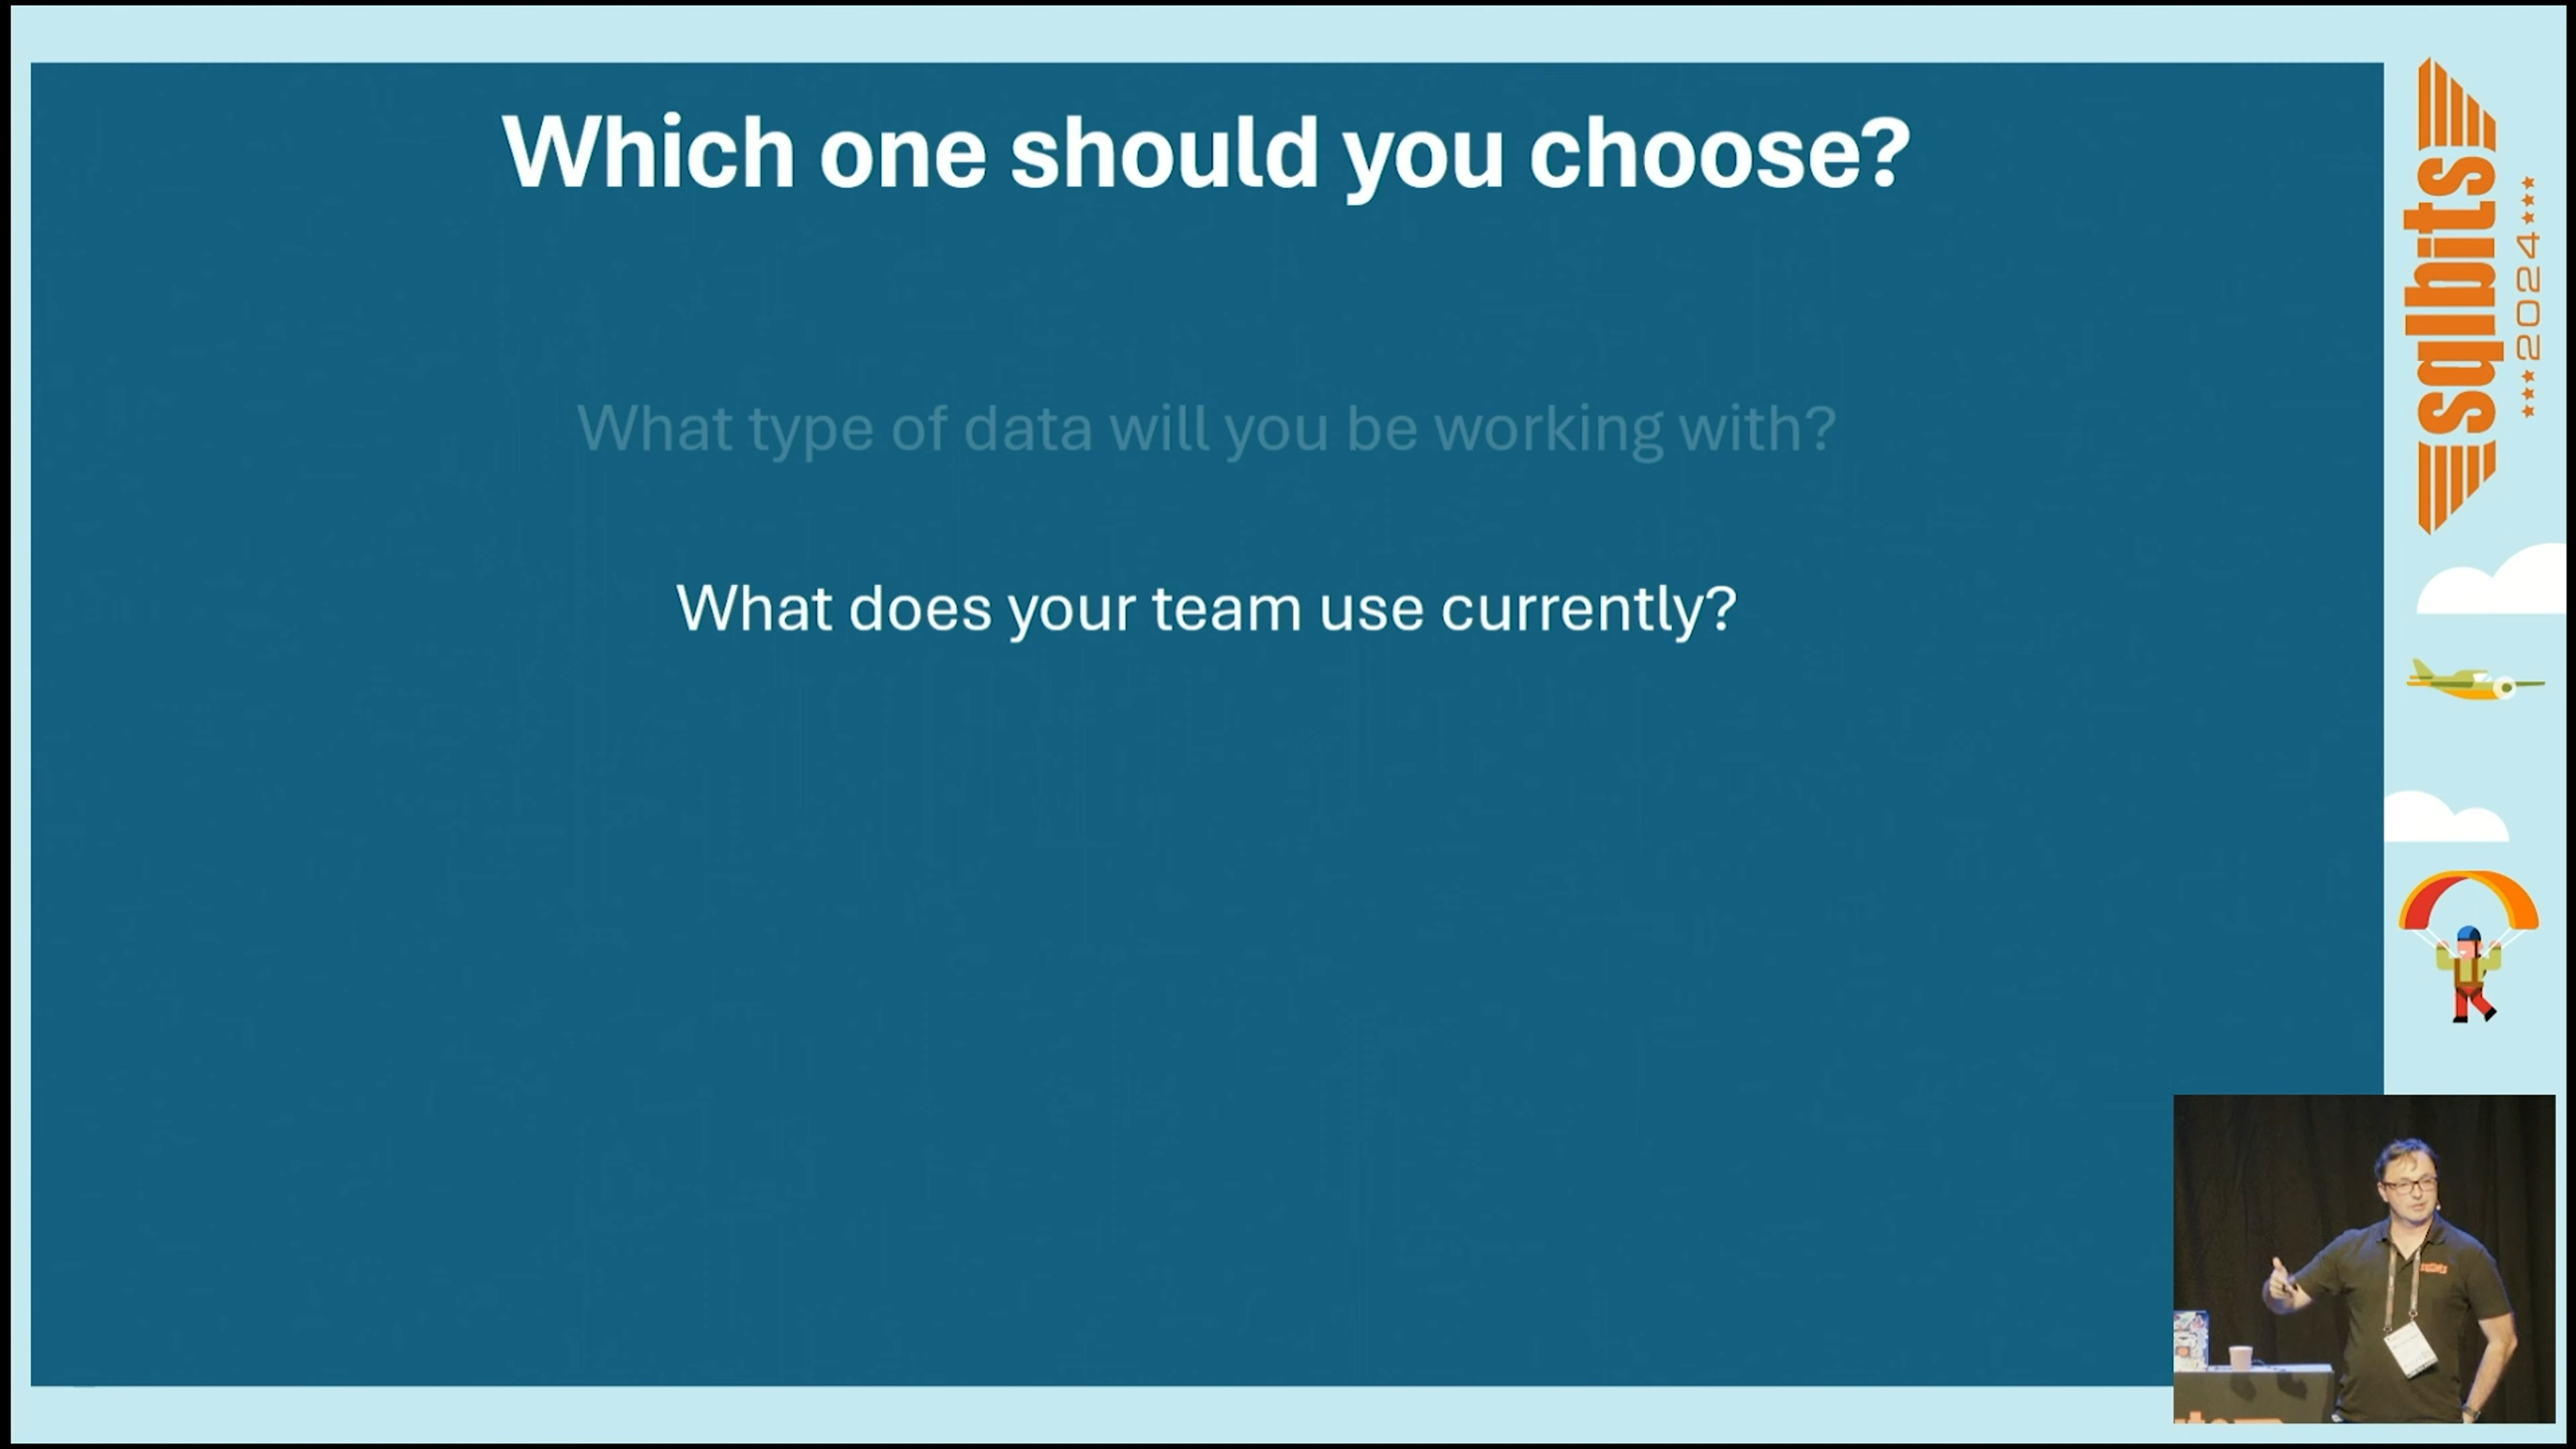 Which one should you choose?
What type of data will you be working with?
What does your team use currently?
sqlbits
2024